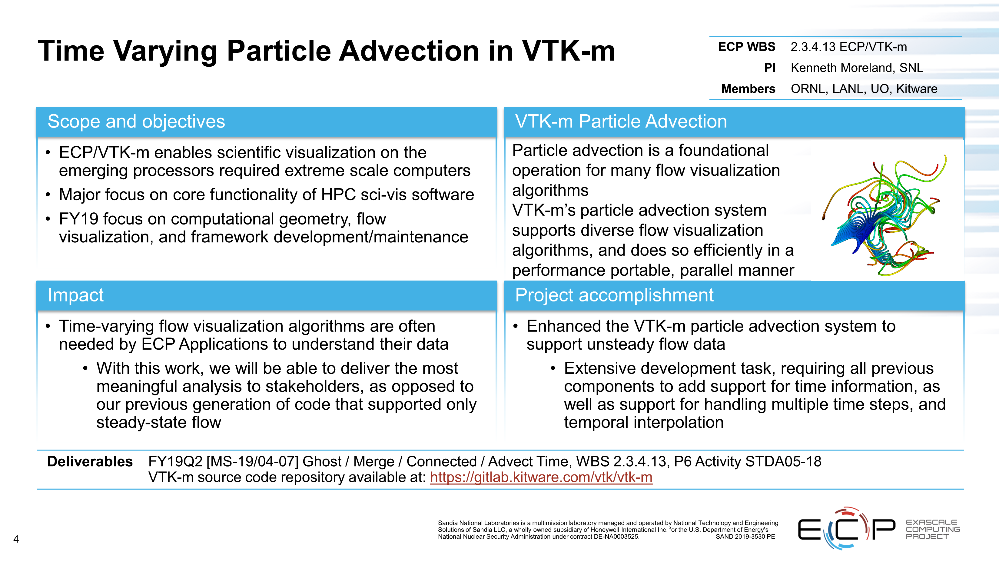 Time Varying Particle Advection in VTK-m
ECP WBS 2.3.4.13 ECP/VTK-m
PI Kenneth Moreland, SNL
Members ORNL, LANL, UO, Kitware
Scope and objectives
• ECP/VTK-m enables scientific visualization on the
emerging processors required extreme scale computers
• Major focus on core functionality of HPC sci-vis software
• FY19 focus on computational geometry, flow
visualization, and framework development/maintenance
VTK-m Particle Advection
Particle advection is a foundational
operation for many flow visualization
algorithms
VTK-m’s particle advection system
supports diverse flow visualization
algorithms, and does so efficiently in a
performance portable, parallel manner
Impact
• Time-varying flow visualization algorithms are often
needed by ECP Applications to understand their data
• With this work, we will be able to deliver the most
meaningful analysis to stakeholders, as opposed to
our previous generation of code that supported only
steady-state flow
Project accomplishment
• Enhanced the VTK-m particle advection system to
support unsteady flow data
• Extensive development task, requiring all previous
components to add support for time information, as
well as support for handling multiple time steps, and
temporal interpolation
Deliverables FY19Q2 [MS-19/04-07] Ghost / Merge / Connected / Advect Time, WBS 2.3.4.13, P6 Activity STDA05-18
VTK-m source code repository available at: https://gitlab.kitware.com/vtk/vtk-m
4
Sandia National Laboratories is a multimission laboratory managed and operated by National Technology and Engineering
Solutions of Sandia LLC, a wholly owned subsidiary of Honeywell International Inc. for the U.S. Department of Energy’s
National Nuclear Security Administration under contract DE-NA0003525. SAND 2019-3530 PE
ECP
EXASCALE
COMPUTING
PROJECT